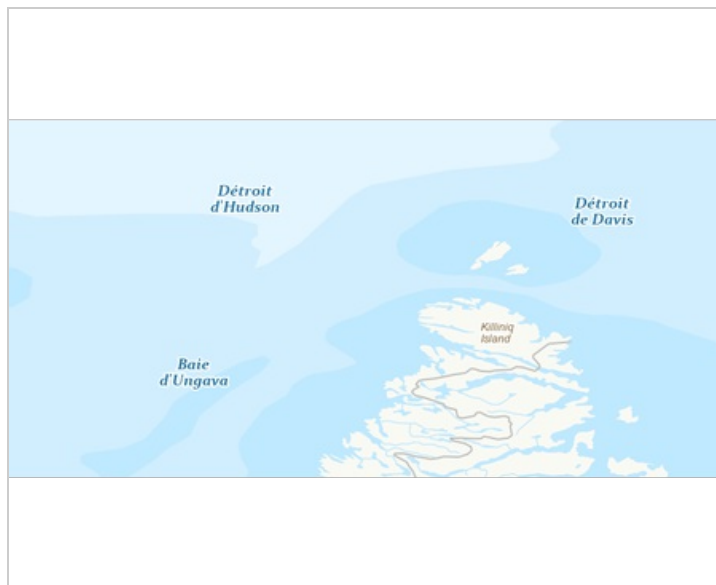 Détroit
d'Hudson
Détroit
de Davis
Killiniq
Island
Baie
d'Ungava